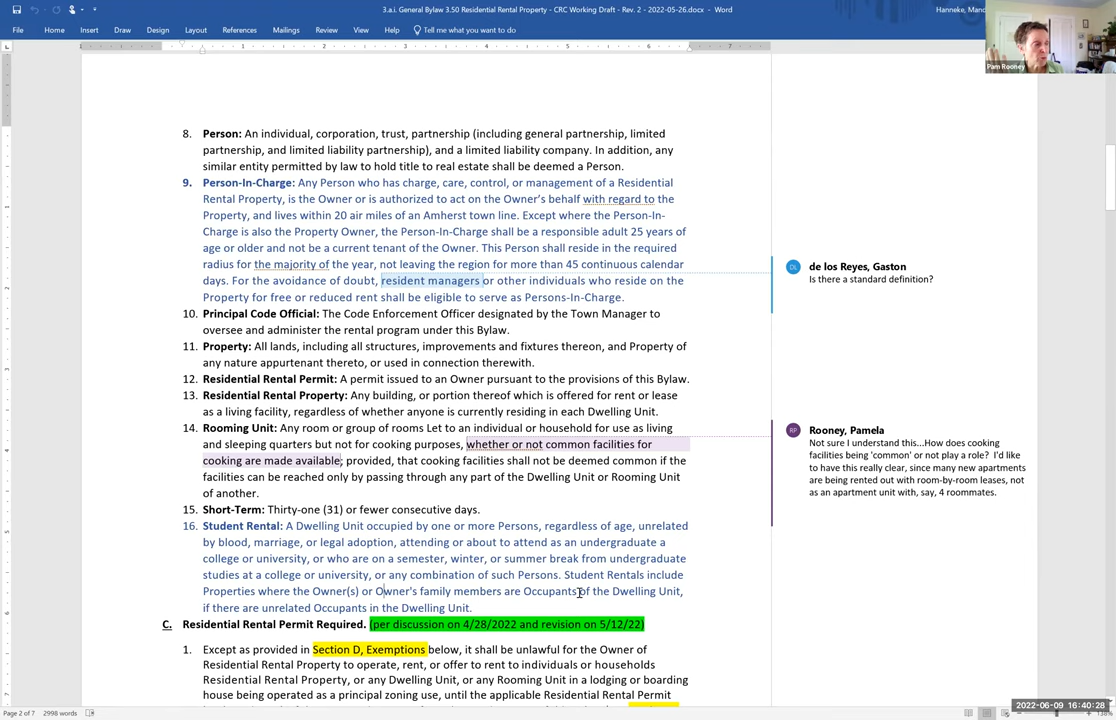 3.a.i. General Bylaw 3.50 Residential Rental Property - CRC Working Draft - Rev. 2 - 2022-05-26.docx - Word
Hanneke, Mand
File Home Insert Draw Design Layout References Mailings Review View Help Tell me what you want to do
Pam Rooney
8. Person: An individual, corporation, trust, partnership (including general partnership, limited
partnership, and limited liability partnership), and a limited liability company. In addition, any
similar entity permitted by law to hold title to real estate shall be deemed a Person.
9. Person-In-Charge: Any Person who has charge, care, control, or management of a Residential
Rental Property, is the Owner or is authorized to act on the Owner's behalf with regard to the
Property, and lives within 20 air miles of an Amherst town line. Except where the Person-In-
Charge is also the Property Owner, the Person-In-Charge shall be a responsible adult 25 years of
age or older and not be a current tenant of the Owner. This Person shall reside in the required
radius for the majority of the year, not leaving the region for more than 45 continuous calendar
days. For the avoidance of doubt, resident managers or other individuals who reside on the
Property for free or reduced rent shall be eligible to serve as Persons-In-Charge.
10. Principal Code Official: The Code Enforcement Officer designated by the Town Manager to
oversee and administer the rental program under this Bylaw.
11. Property: All lands, including all structures, improvements and fixtures thereon, and Property of
any nature appurtenant thereto, or used in connection therewith.
12. Residential Rental Permit: A permit issued to an Owner pursuant to the provisions of this Bylaw.
13. Residential Rental Property: Any building, or portion thereof which is offered for rent or lease
as a living facility, regardless of whether anyone is currently residing in each Dwelling Unit.
14. Rooming Unit: Any room or group of rooms Let to an individual or household for use as living
and sleeping quarters but not for cooking purposes, whether or not common facilities for
cooking are made available; provided, that cooking facilities shall not be deemed common if the
facilities can be reached only by passing through any part of the Dwelling Unit or Rooming Unit
of another.
15. Short-Term: Thirty-one (31) or fewer consecutive days.
16. Student Rental: A Dwelling Unit occupied by one or more Persons, regardless of age, unrelated
by blood, marriage, or legal adoption, attending or about to attend as an undergraduate a
college or university, or who are on a semester, winter, or summer break from undergraduate
studies at a college or university, or any combination of such Persons. Student Rentals include
Properties where the Owner(s) or Owner's family members are Occupants of the Dwelling Unit,
if there are unrelated Occupants in the Dwelling Unit.
C. Residential Rental Permit Required. (per discussion on 4/28/2022 and revision on 5/12/22)
1. Except as provided in Section D, Exemptions below, it shall be unlawful for the Owner of
Residential Rental Property to operate, rent, or offer to rent to individuals or households
Residential Rental Property, or any Dwelling Unit, or any Rooming Unit in a lodging or boarding
house being operated as a principal zoning use, until the applicable Residential Rental Permit
DL de los Reyes, Gaston
Is there a standard definition?
RP Rooney, Pamela
Not sure I understand this...How does cooking
facilities being 'common' or not play a role? I'd like
to have this really clear, since many new apartments
are being rented out with room-by-room leases, not
as an apartment unit with, say, 4 roommates.
2022-06-09 16:40:28
Page 2 of 7 2998 words